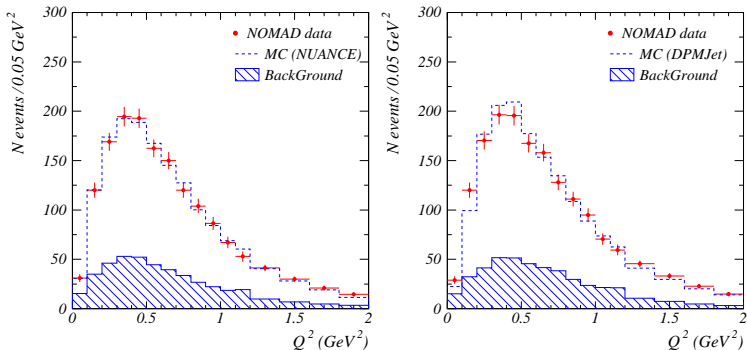 N events/0.05 GeV²
300
250
200
150
100
50
0
NOMAD data
MC (NUANCE)
BackGround
0 0.5 1 1.5 2
Q² (GeV²)
N events/0.05 GeV²
300
250
200
150
100
50
0
NOMAD data
MC (DPMJet)
BackGround
0 0.5 1 1.5 2
Q² (GeV²)